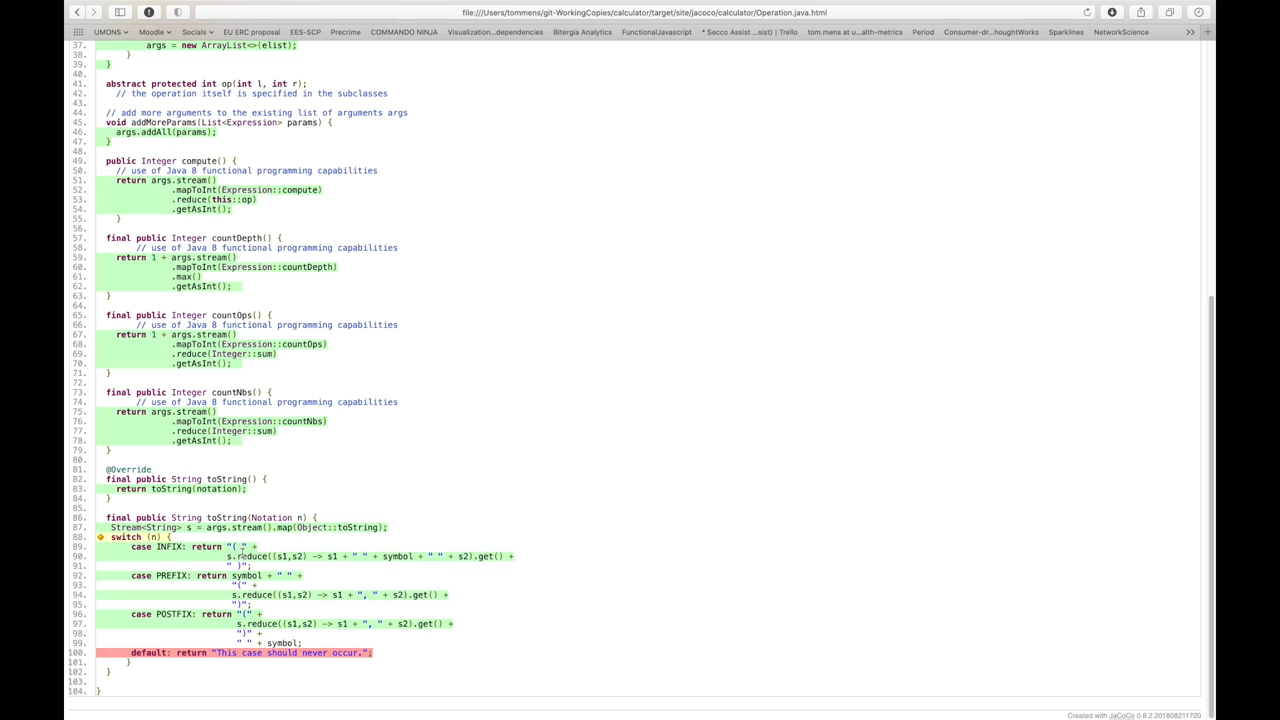 file:///Users/tommens/git-WorkingCopies/calculator/target/site/jacoco/calculator/Operation.java.html
UMONS Moodle Socials EU ERC proposal EES-SCP Precrime COMMANDO NINJA Visualization...dependencies Bitergia Analytics FunctionalJavascript * Secco Assist ...sist) | Trello tom.mens at u...alth-metrics Period Consumer-dr...houghtWorks Sparklines NetworkScience
37. args = new ArrayList<>(elist);
38. }
39. }
40.
41. abstract protected int op(int l, int r);
42. // the operation itself is specified in the subclasses
43.
44. // add more arguments to the existing list of arguments args
45. void addMoreParams(List<Expression> params) {
46. args.addAll(params);
47. }
48.
49. public Integer compute() {
50. // use of Java 8 functional programming capabilities
51. return args.stream()
52. .mapToInt(Expression::compute)
53. .reduce(this::op)
54. .getAsInt();
55. }
56.
57. final public Integer countDepth() {
58. // use of Java 8 functional programming capabilities
59. return 1 + args.stream()
60. .mapToInt(Expression::countDepth)
61. .max()
62. .getAsInt();
63. }
64.
65. final public Integer countOps() {
66. // use of Java 8 functional programming capabilities
67. return 1 + args.stream()
68. .mapToInt(Expression::countOps)
69. .reduce(Integer::sum)
70. .getAsInt();
71. }
72.
73. final public Integer countNbs() {
74. // use of Java 8 functional programming capabilities
75. return args.stream()
76. .mapToInt(Expression::countNbs)
77. .reduce(Integer::sum)
78. .getAsInt();
79. }
80.
81. @Override
82. final public String toString() {
83. return toString(notation);
84. }
85.
86. final public String toString(Notation n) {
87. Stream<String> s = args.stream().map(Object::toString);
88. switch (n) {
89. case INFIX: return "( " +
90. s.reduce((s1,s2) -> s1 + " " + symbol + " " + s2).get() +
91. " )";
92. case PREFIX: return symbol + " " +
93. "(" +
94. s.reduce((s1,s2) -> s1 + ", " + s2).get() +
95. ")";
96. case POSTFIX: return "(" +
97. s.reduce((s1,s2) -> s1 + ", " + s2).get() +
98. ")" +
99. " " + symbol;
100. default: return "This case should never occur.";
101. }
102. }
103.
104. }
Created with JaCoCo 0.8.2.201808211720